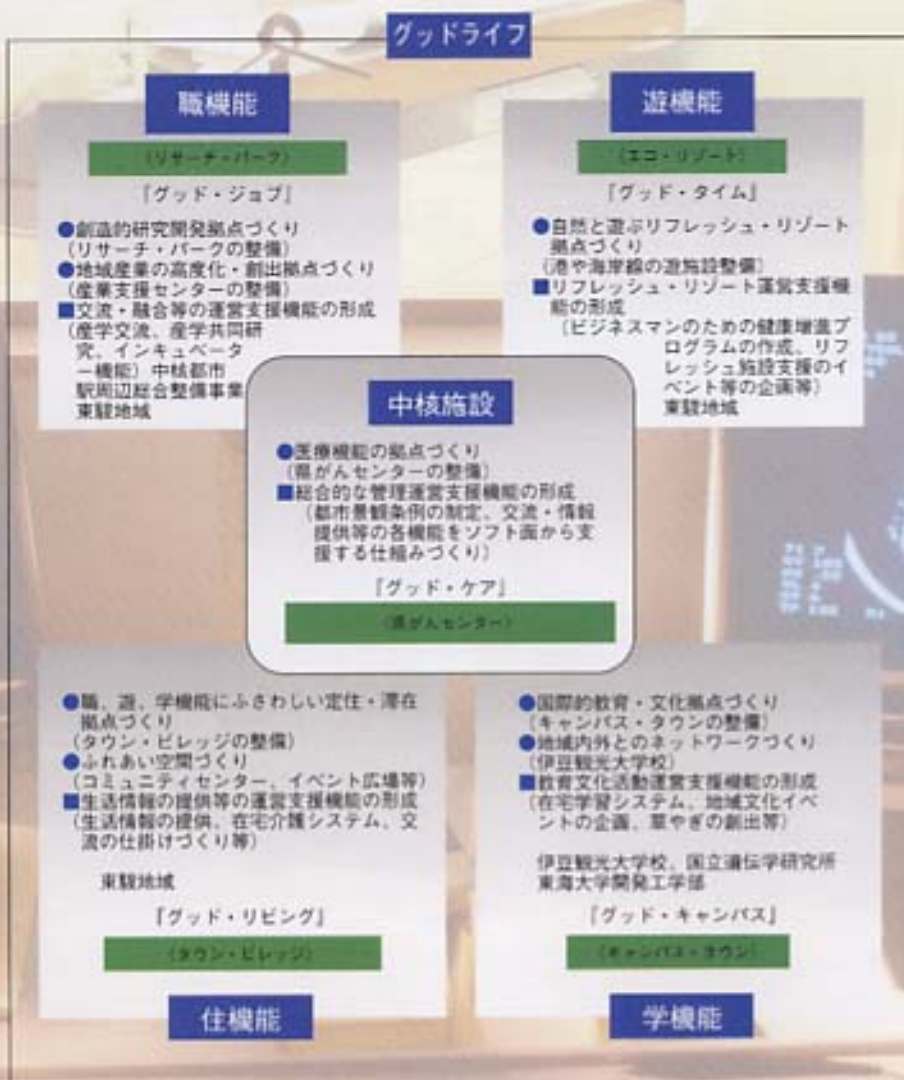 グッドライフ
職機能
(リサーチ・パーク)
「グッド・ジョブ」
●創造的研究開発拠点づくり
(リサーチ・パークの整備)
●地域産業の高度化・創出拠点づくり
(産業支援センターの整備)
■交流・融合等の運営支援機能の形成
(産学交流、産学共同研
究、インキュベータ
ー機能)中核都市
駅周辺総合整備事業
東駿地域
遊機能
(エコ・リゾート)
「グッド・タイム」
●自然と遊ぶリフレッシュ・リゾート
拠点づくり
(港や海岸線の遊施設整備)
■リフレッシュ・リゾート運営支援機
能の形成
(ビジネスマンのための健康増進プ
ログラムの作成、リフ
レッシュ施設支援のイ
ベント等の企画等)
東駿地域
中核施設
●医療機能の拠点づくり
(県がんセンターの整備)
■総合的な管理運営支援機能の形成
(都市景観条例の制定、交流・情報
提供等の各機能をソフト面から支
援する仕組みづくり)
「グッド・ケア」
(県がんセンター)
●職、遊、学機能にふさわしい定住・滞在
拠点づくり
(タウン・ビレッジの整備)
●ふれあい空間づくり
(コミュニティセンター、イベント広場等)
■生活情報の提供等の運営支援機能の形成
(生活情報の提供、在宅介護システム、交
流の仕掛けづくり等)
東駿地域
「グッド・リビング」
(タウン・ビレッジ)
住機能
●国際的教育・文化拠点づくり
(キャンパス・タウンの整備)
●地域内外とのネットワークづくり
(伊豆観光大学校)
■教育文化活動運営支援機能の形成
(在宅学習システム、地域文化イベ
ントの企画、華やぎの創出等)
伊豆観光大学校、国立遺伝学研究所
東海大学開発工学部
「グッド・キャンパス」
(キャンパス・タウン)
学機能